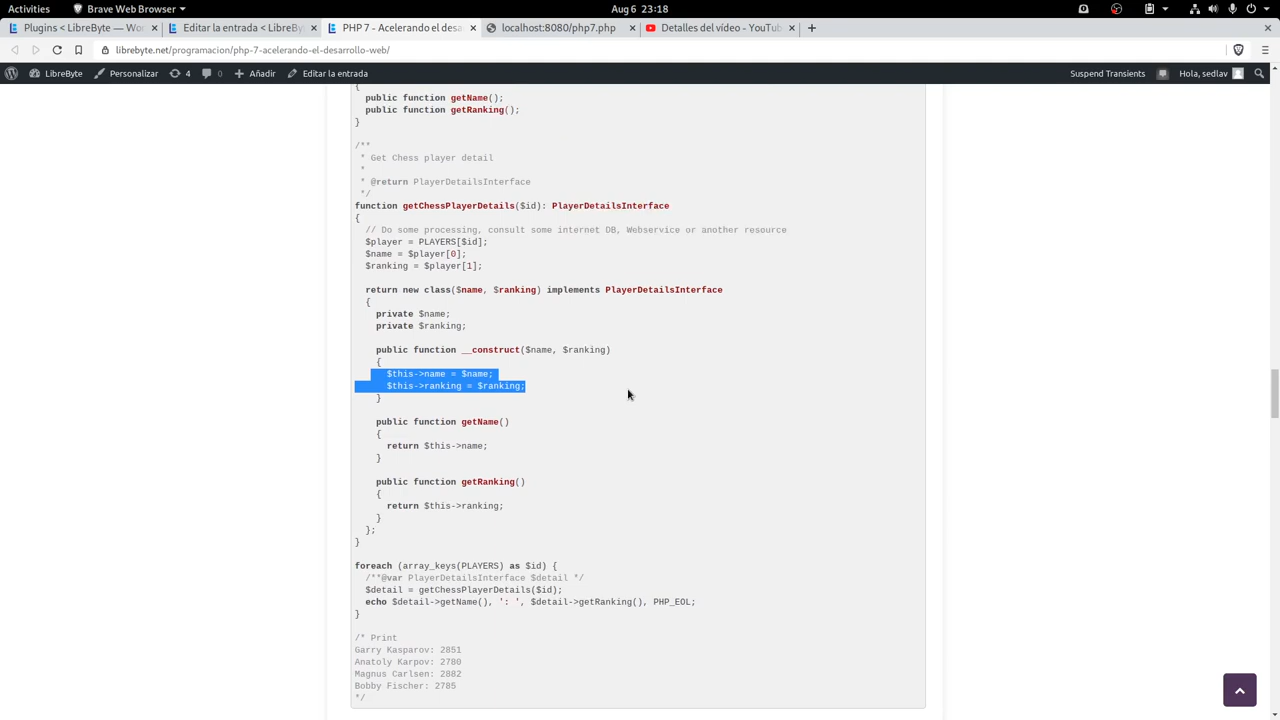 Activities
Brave Web Browser
Aug 6 23:18
Plugins < LibreByte — Wo
Editar la entrada < LibreBy
PHP 7 - Acelerando el desa
localhost:8080/php7.php
Detalles del vídeo - YouTu
librebyte.net/programacion/php-7-acelerando-el-desarrollo-web/
LibreByte
Personalizar
4
0
Añadir
Editar la entrada
Suspend Transients
Hola, sedlav
{
public function getName();
public function getRanking();
}
/**
* Get Chess player detail
*
* @return PlayerDetailsInterface
*/
function getChessPlayerDetails($id): PlayerDetailsInterface
{
// Do some processing, consult some internet DB, Webservice or another resource
$player = PLAYERS[$id];
$name = $player[0];
$ranking = $player[1];
return new class($name, $ranking) implements PlayerDetailsInterface
{
private $name;
private $ranking;
public function __construct($name, $ranking)
{
$this->name = $name;
$this->ranking = $ranking;
}
public function getName()
{
return $this->name;
}
public function getRanking()
{
return $this->ranking;
}
};
}
foreach (array_keys(PLAYERS) as $id) {
/**@var PlayerDetailsInterface $detail */
$detail = getChessPlayerDetails($id);
echo $detail->getName(), ': ', $detail->getRanking(), PHP_EOL;
}
/* Print
Garry Kasparov: 2851
Anatoly Karpov: 2780
Magnus Carlsen: 2882
Bobby Fischer: 2785
*/